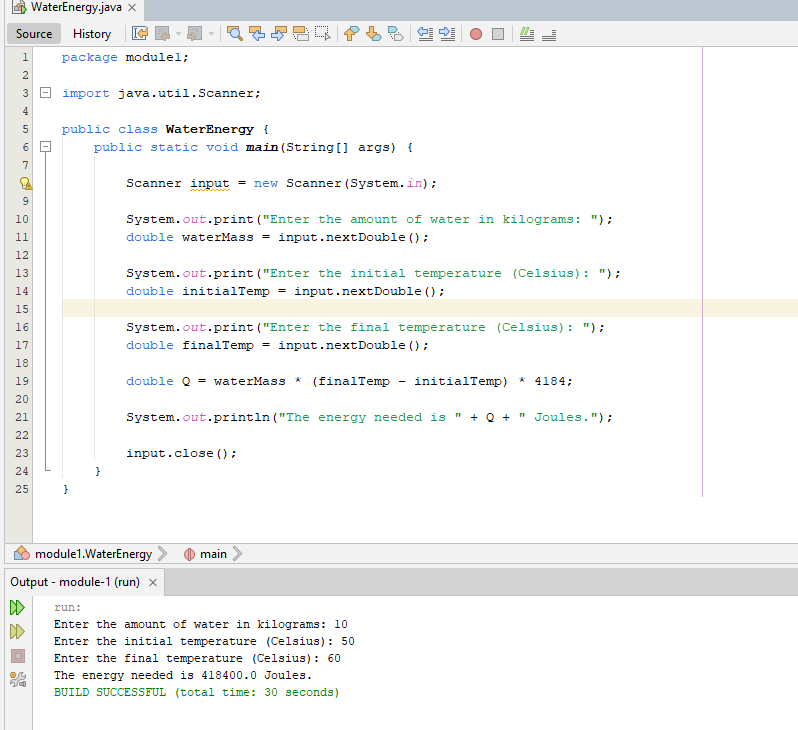 WaterEnergy.java
Source History
1 package module1;
2
3 import java.util.Scanner;
4
5 public class WaterEnergy {
6 public static void main(String[] args) {
7
Scanner input = new Scanner(System.in);
9
10 System.out.print("Enter the amount of water in kilograms: ");
11 double waterMass = input.nextDouble();
12
13 System.out.print("Enter the initial temperature (Celsius): ");
14 double initialTemp = input.nextDouble();
15
16 System.out.print("Enter the final temperature (Celsius): ");
17 double finalTemp = input.nextDouble();
18
19 double Q = waterMass * (finalTemp - initialTemp) * 4184;
20
21 System.out.println("The energy needed is " + Q + " Joules.");
22
23 input.close();
24 }
25 }
module1.WaterEnergy main
Output - module-1 (run)
run:
Enter the amount of water in kilograms: 10
Enter the initial temperature (Celsius): 50
Enter the final temperature (Celsius): 60
The energy needed is 418400.0 Joules.
BUILD SUCCESSFUL (total time: 30 seconds)